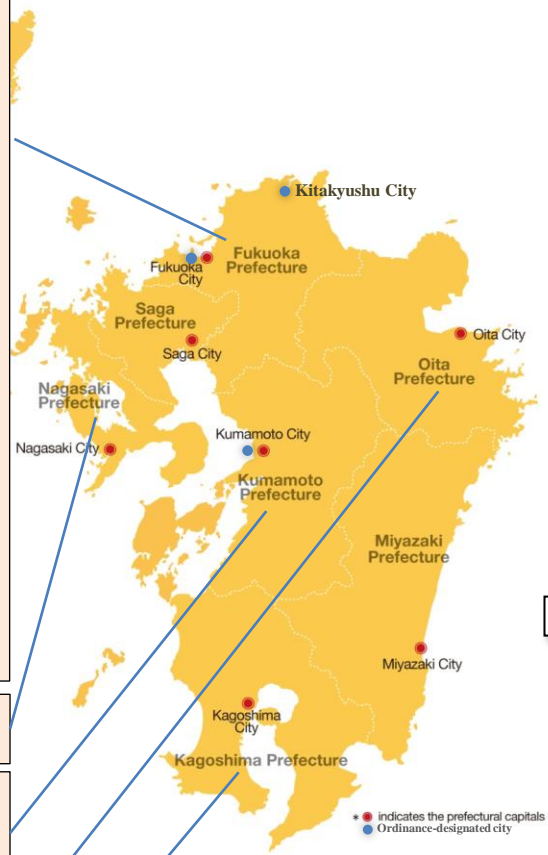 Kitakyushu City
Fukuoka
Prefecture
Fukuoka
City
Saga
Prefecture
Saga City
Oita City
Oita
Prefecture
Nagasaki
Prefecture
Nagasaki City
Kumamoto City
Kumamoto
Prefecture
Miyazaki
Prefecture
Miyazaki City
Kagoshima
City
Kagoshima Prefecture
* indicates the prefectural capitals
Ordinance-designated city